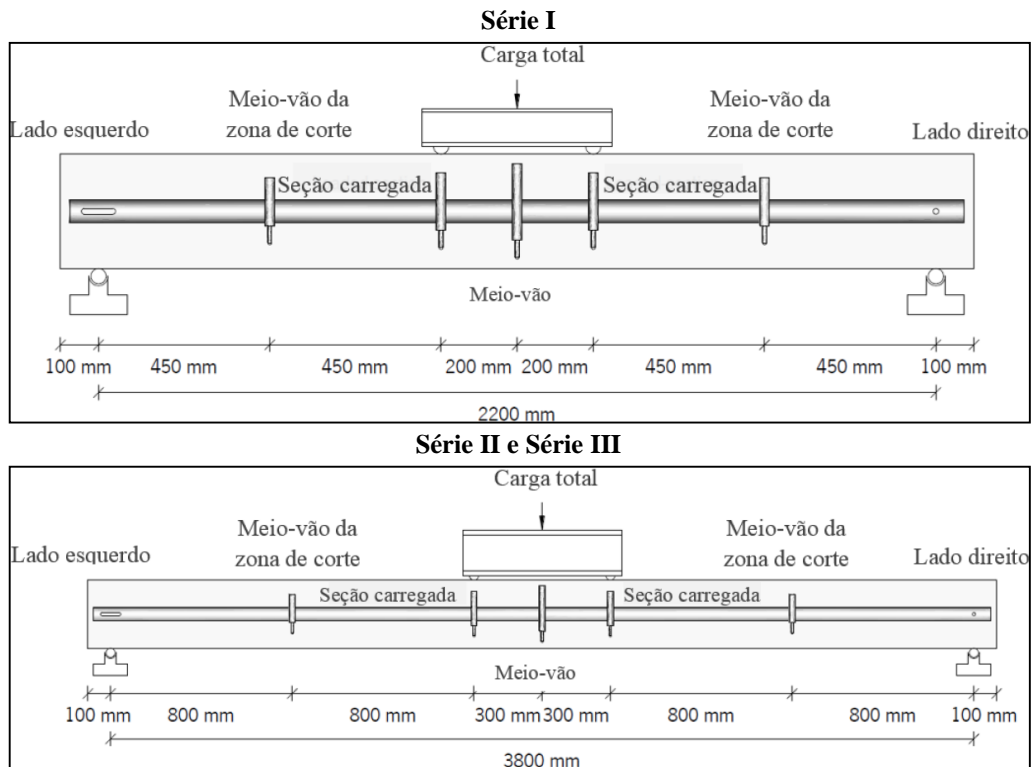 Série I
Carga total
Meio-vão da
zona de corte
Meio-vão da
zona de corte
Lado esquerdo
Lado direito
Seção carregada
Seção carregada
Meio-vão
100 mm 450 mm 450 mm 200 mm 200 mm 450 mm 450 mm 100 mm
2200 mm
Série II e Série III
Carga total
Meio-vão da
zona de corte
Meio-vão da
zona de corte
Lado esquerdo
Lado direito
Seção carregada
Seção carregada
Meio-vão
100 mm 800 mm 800 mm 300 mm 300 mm 800 mm 800 mm 100 mm
3800 mm